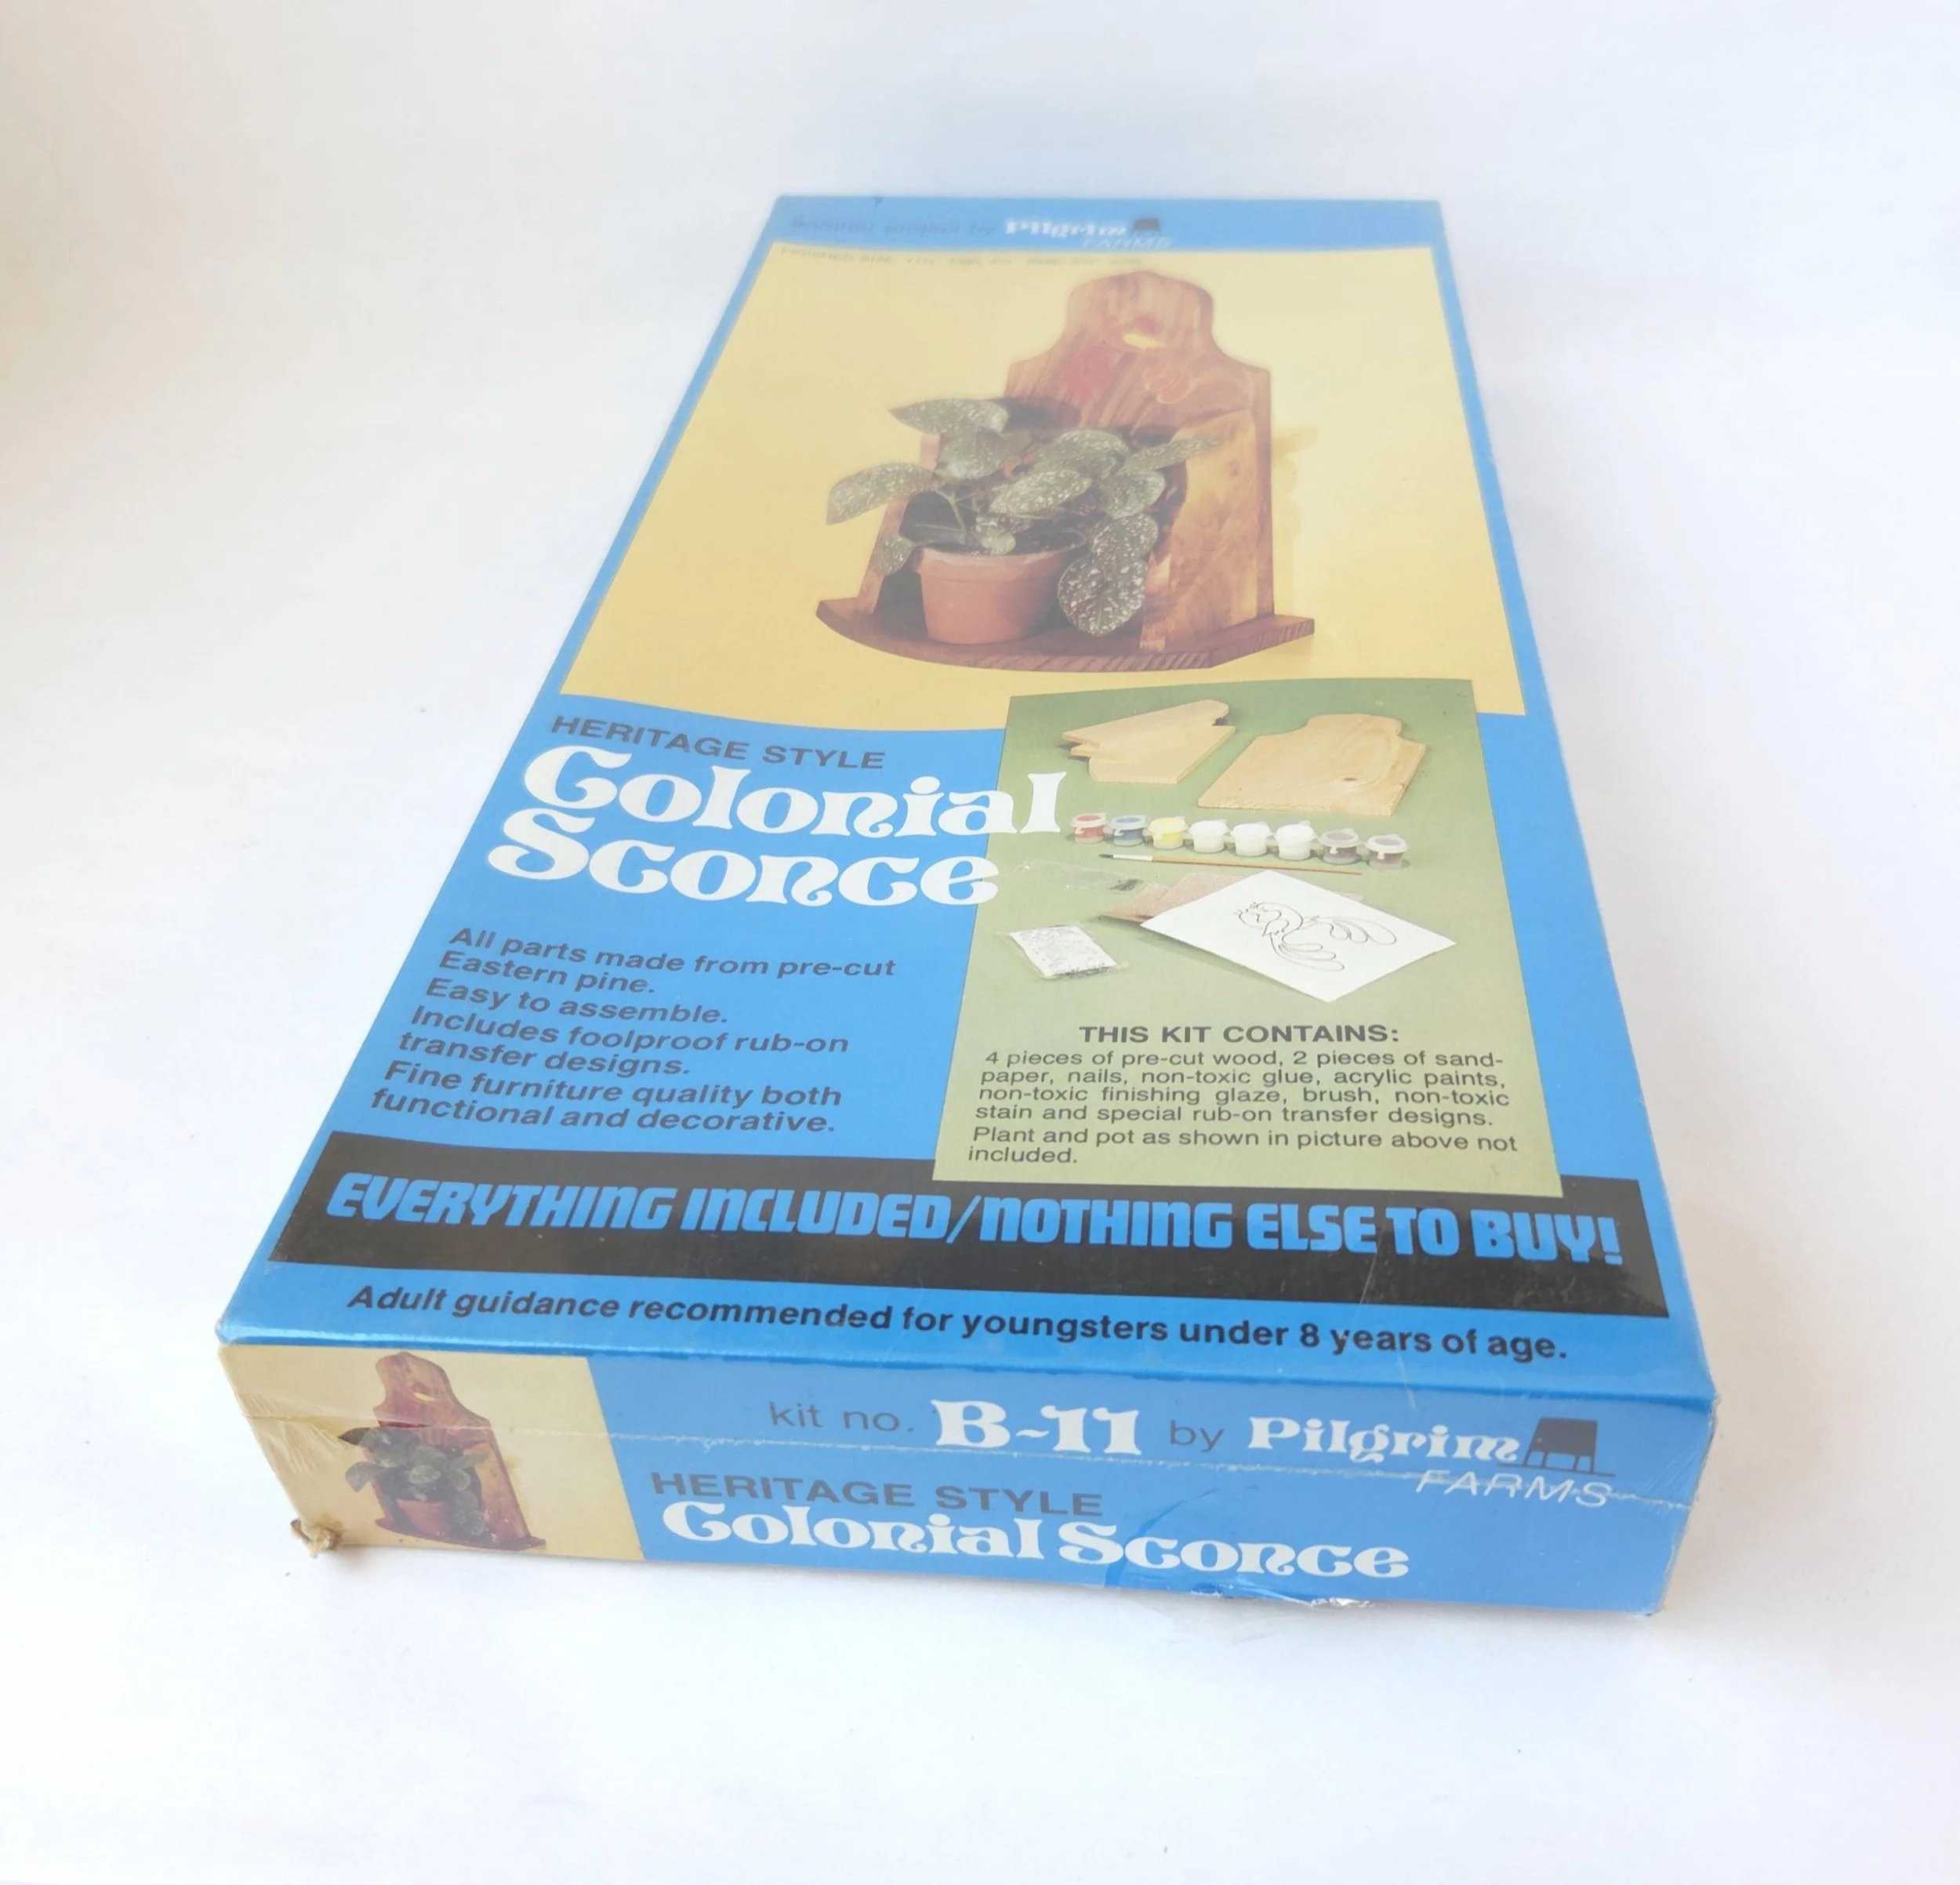 project by Pilgrim
FARMS
FINISHED SIZE
HERITAGE STYLE
Colonial
Sconce
All parts made from pre-cut
Eastern pine.
Easy to assemble.
Includes foolproof rub-on
transfer designs.
Fine furniture quality both
functional and decorative.
THIS KIT CONTAINS:
4 pieces of pre-cut wood, 2 pieces of sand-
paper, nails, non-toxic glue, acrylic paints,
non-toxic finishing glaze, brush, non-toxic
stain and special rub-on transfer designs.
Plant and pot as shown in picture above not
included.
EVERYTHING INCLUDED/NOTHING ELSE TO BUY!
Adult guidance recommended for youngsters under 8 years of age.
kit no. B-11 by Pilgrim
FARMS
HERITAGE STYLE
Colonial Sconce